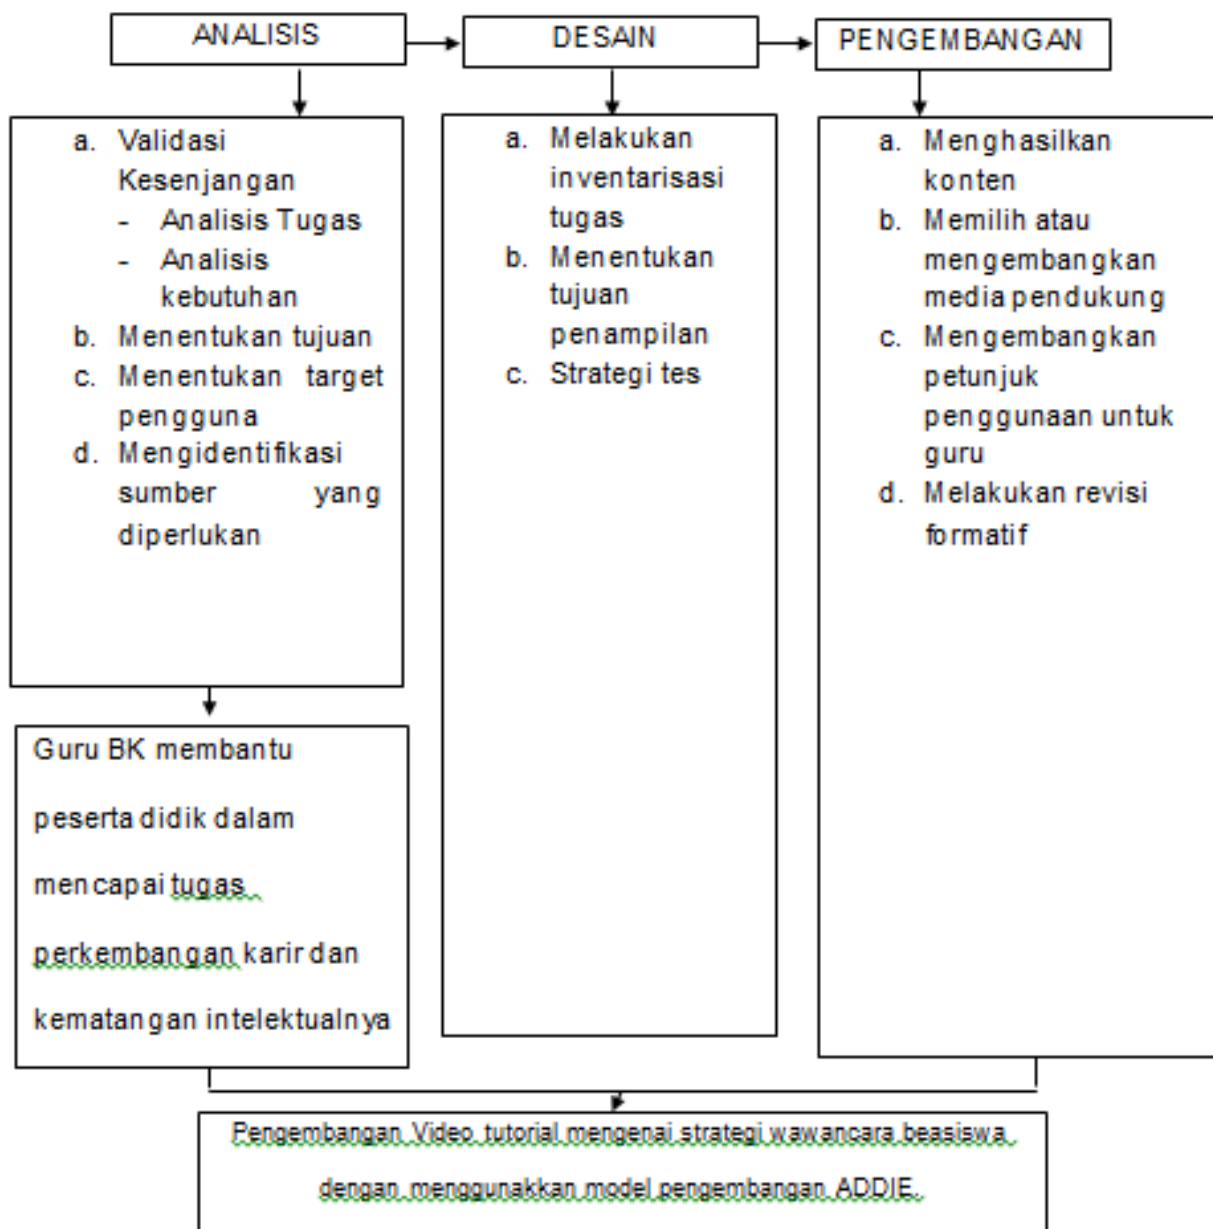 ANALISIS
DESAIN
PENGEMBANGAN
a. Validasi
Kesenjangan
- Analisis Tugas
- Analisis
kebutuhan
b. Menentukan tujuan
c. Menentukan target
pengguna
d. Mengidentifikasi
sumber yang
diperlukan
a. Melakukan
inventarisasi
tugas
b. Menentukan
tujuan
penampilan
c. Strategi tes
a. Menghasilkan
konten
b. Memilih atau
mengembangkan
media pendukung
c. Mengembangkan
petunjuk
penggunaan untuk
guru
d. Melakukan revisi
formatif
Guru BK membantu
peserta didik dalam
mencapai tugas
perkembangan karir dan
kematangan intelektualnya
Pengembangan Video tutorial mengenai strategi wawancara beasiswa
dengan menggunakkan model pengembangan ADDIE.